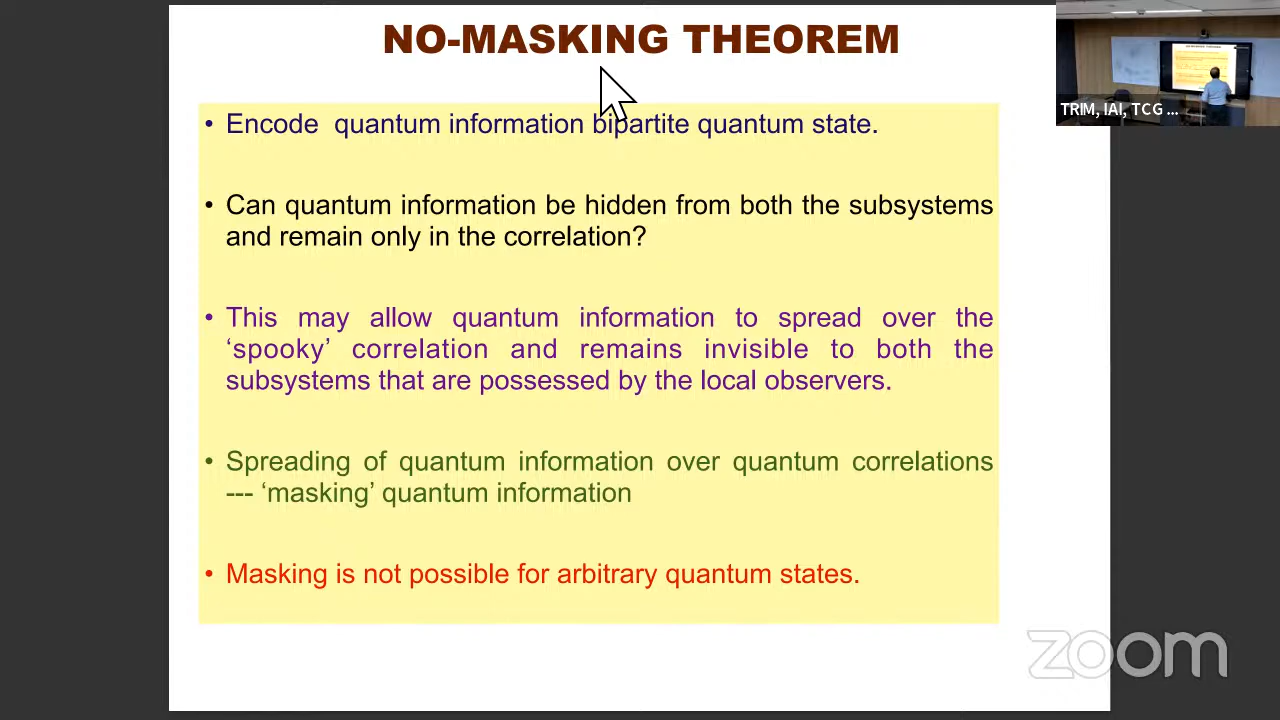 NO-MASKING THEOREM
• Encode quantum information bipartite quantum state.
• Can quantum information be hidden from both the subsystems
and remain only in the correlation?
• This may allow quantum information to spread over the
‘spooky’ correlation and remains invisible to both the
subsystems that are possessed by the local observers.
• Spreading of quantum information over quantum correlations
--- ‘masking’ quantum information
• Masking is not possible for arbitrary quantum states.
TRIM, IAI, TCG ...
zoom